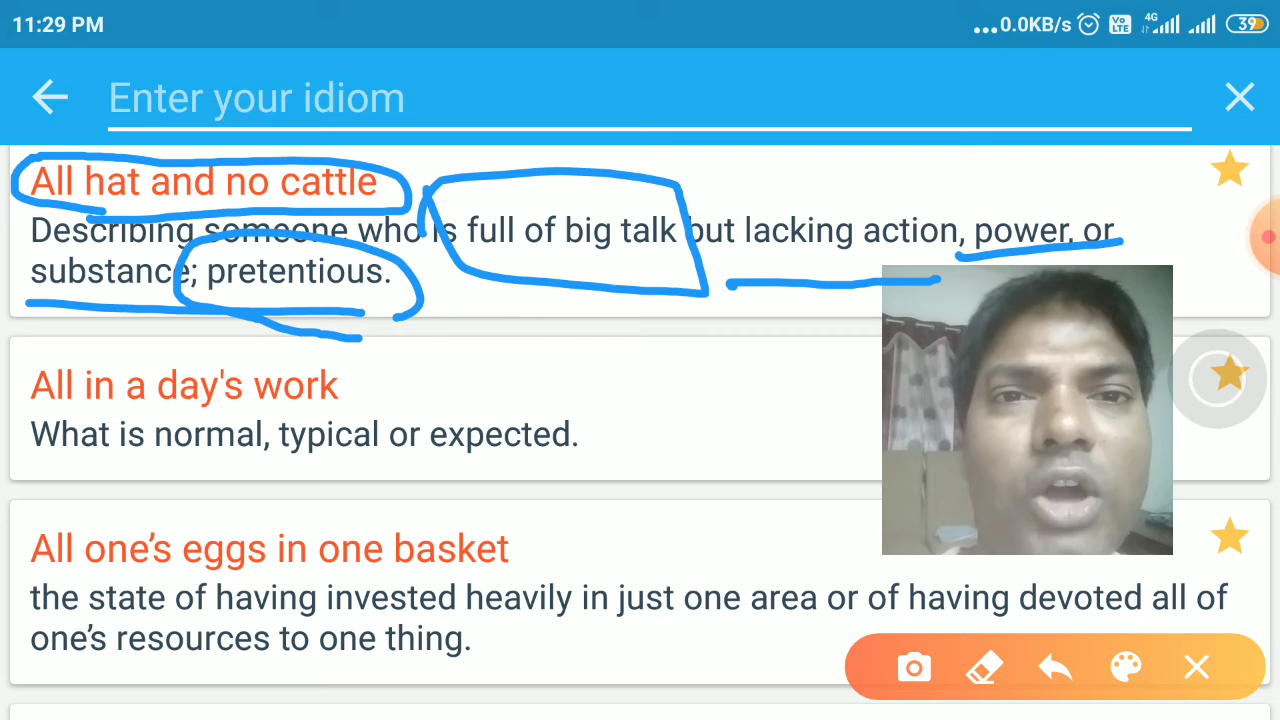 11:29 PM
...0.0KB/s Vo LTE 4G 39
Enter your idiom
All hat and no cattle
Describing someone who is full of big talk but lacking action, power, or
substance; pretentious.
All in a day's work
What is normal, typical or expected.
All one’s eggs in one basket
the state of having invested heavily in just one area or of having devoted all of
one’s resources to one thing.